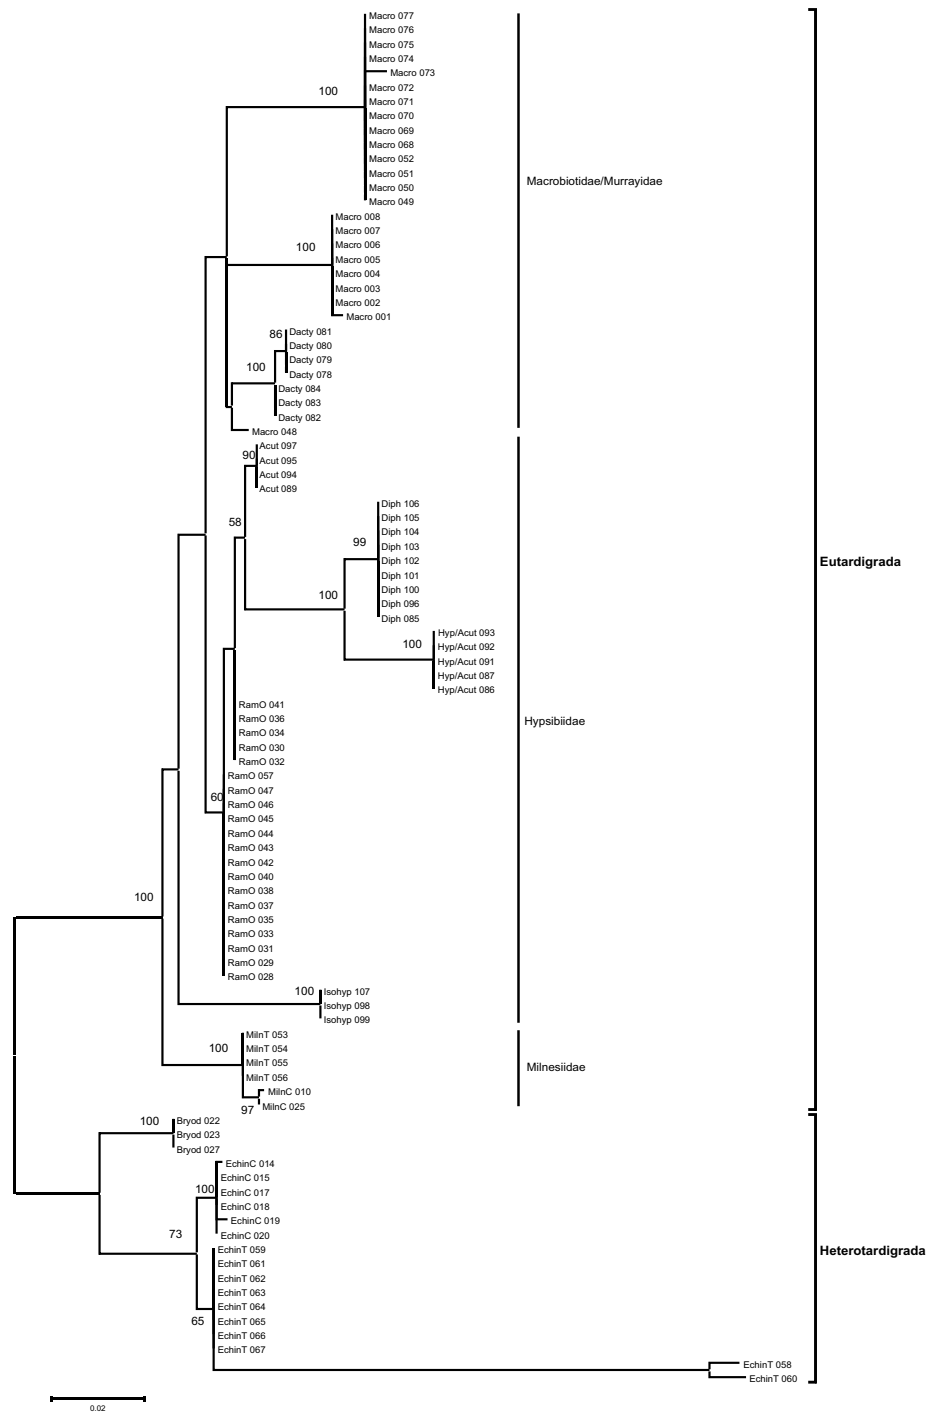 Macro 077
Macro 076
Macro 075
Macro 074
Macro 073
Macro 072
100
Macro 071
Macro 070
Macro 069
Macro 068
Macro 052
Macro 051
Macrobiotidae/Murrayidae
Macro 050
Macro 049
Macro 008
Macro 007
100
Macro 006
Macro 005
Macro 004
Macro 003
Macro 002
Macro 001
86
Dacty 081
Dacty 080
Dacty 079
100
Dacty 078
Dacty 084
Dacty 083
Dacty 082
Macro 048
Acut 097
90
Acut 095
Acut 094
Acut 089
Diph 106
58
Diph 105
Diph 104
99
Diph 103
Diph 102
Eutardigrada
Diph 101
100
Diph 100
Diph 096
Diph 085
Hyp/Acut 093
100
Hyp/Acut 092
Hyp/Acut 091
Hyp/Acut 087
Hyp/Acut 086
RamO 041
RamO 036
Hypsibiidae
RamO 034
RamO 030
RamO 032
RamO 057
RamO 047
60
RamO 046
RamO 045
RamO 044
RamO 043
RamO 042
RamO 040
RamO 038
100
RamO 037
RamO 035
RamO 033
RamO 031
RamO 029
RamO 028
100
Isohyp 107
Isohyp 098
Isohyp 099
MilnT 053
100
MilnT 054
MilnT 055
Milnesiidae
MilnT 056
MilnC 010
97
MilnC 025
100
Bryod 022
Bryod 023
Bryod 027
EchinC 014
EchinC 015
100
EchinC 017
EchinC 018
EchinC 019
73
EchinC 020
EchinT 059
Heterotardigrada
EchinT 061
EchinT 062
EchinT 063
EchinT 064
65
EchinT 065
EchinT 066
EchinT 067
EchinT 058
EchinT 060
0.02